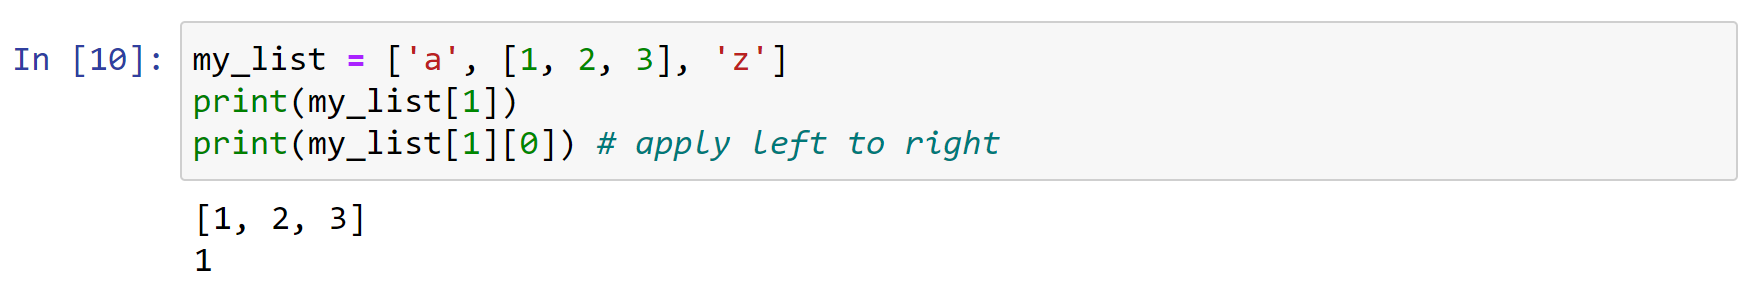 In [10]: my_list = ['a', [1, 2, 3], 'z']
print(my_list[1])
print(my_list[1][0]) # apply left to right
[1, 2, 3]
1